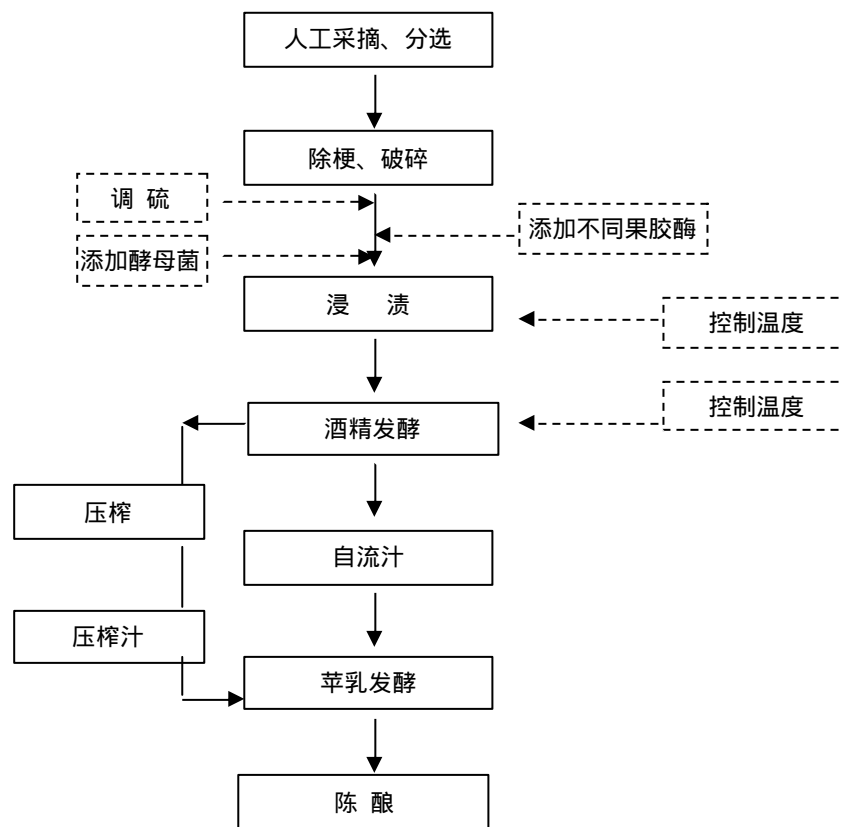 人工采摘、分选
除梗、破碎
调 硫
添加不同果胶酶
添加酵母菌
浸 渍
控制温度
控制温度
酒精发酵
压榨
自流汁
压榨汁
苹乳发酵
陈 酿